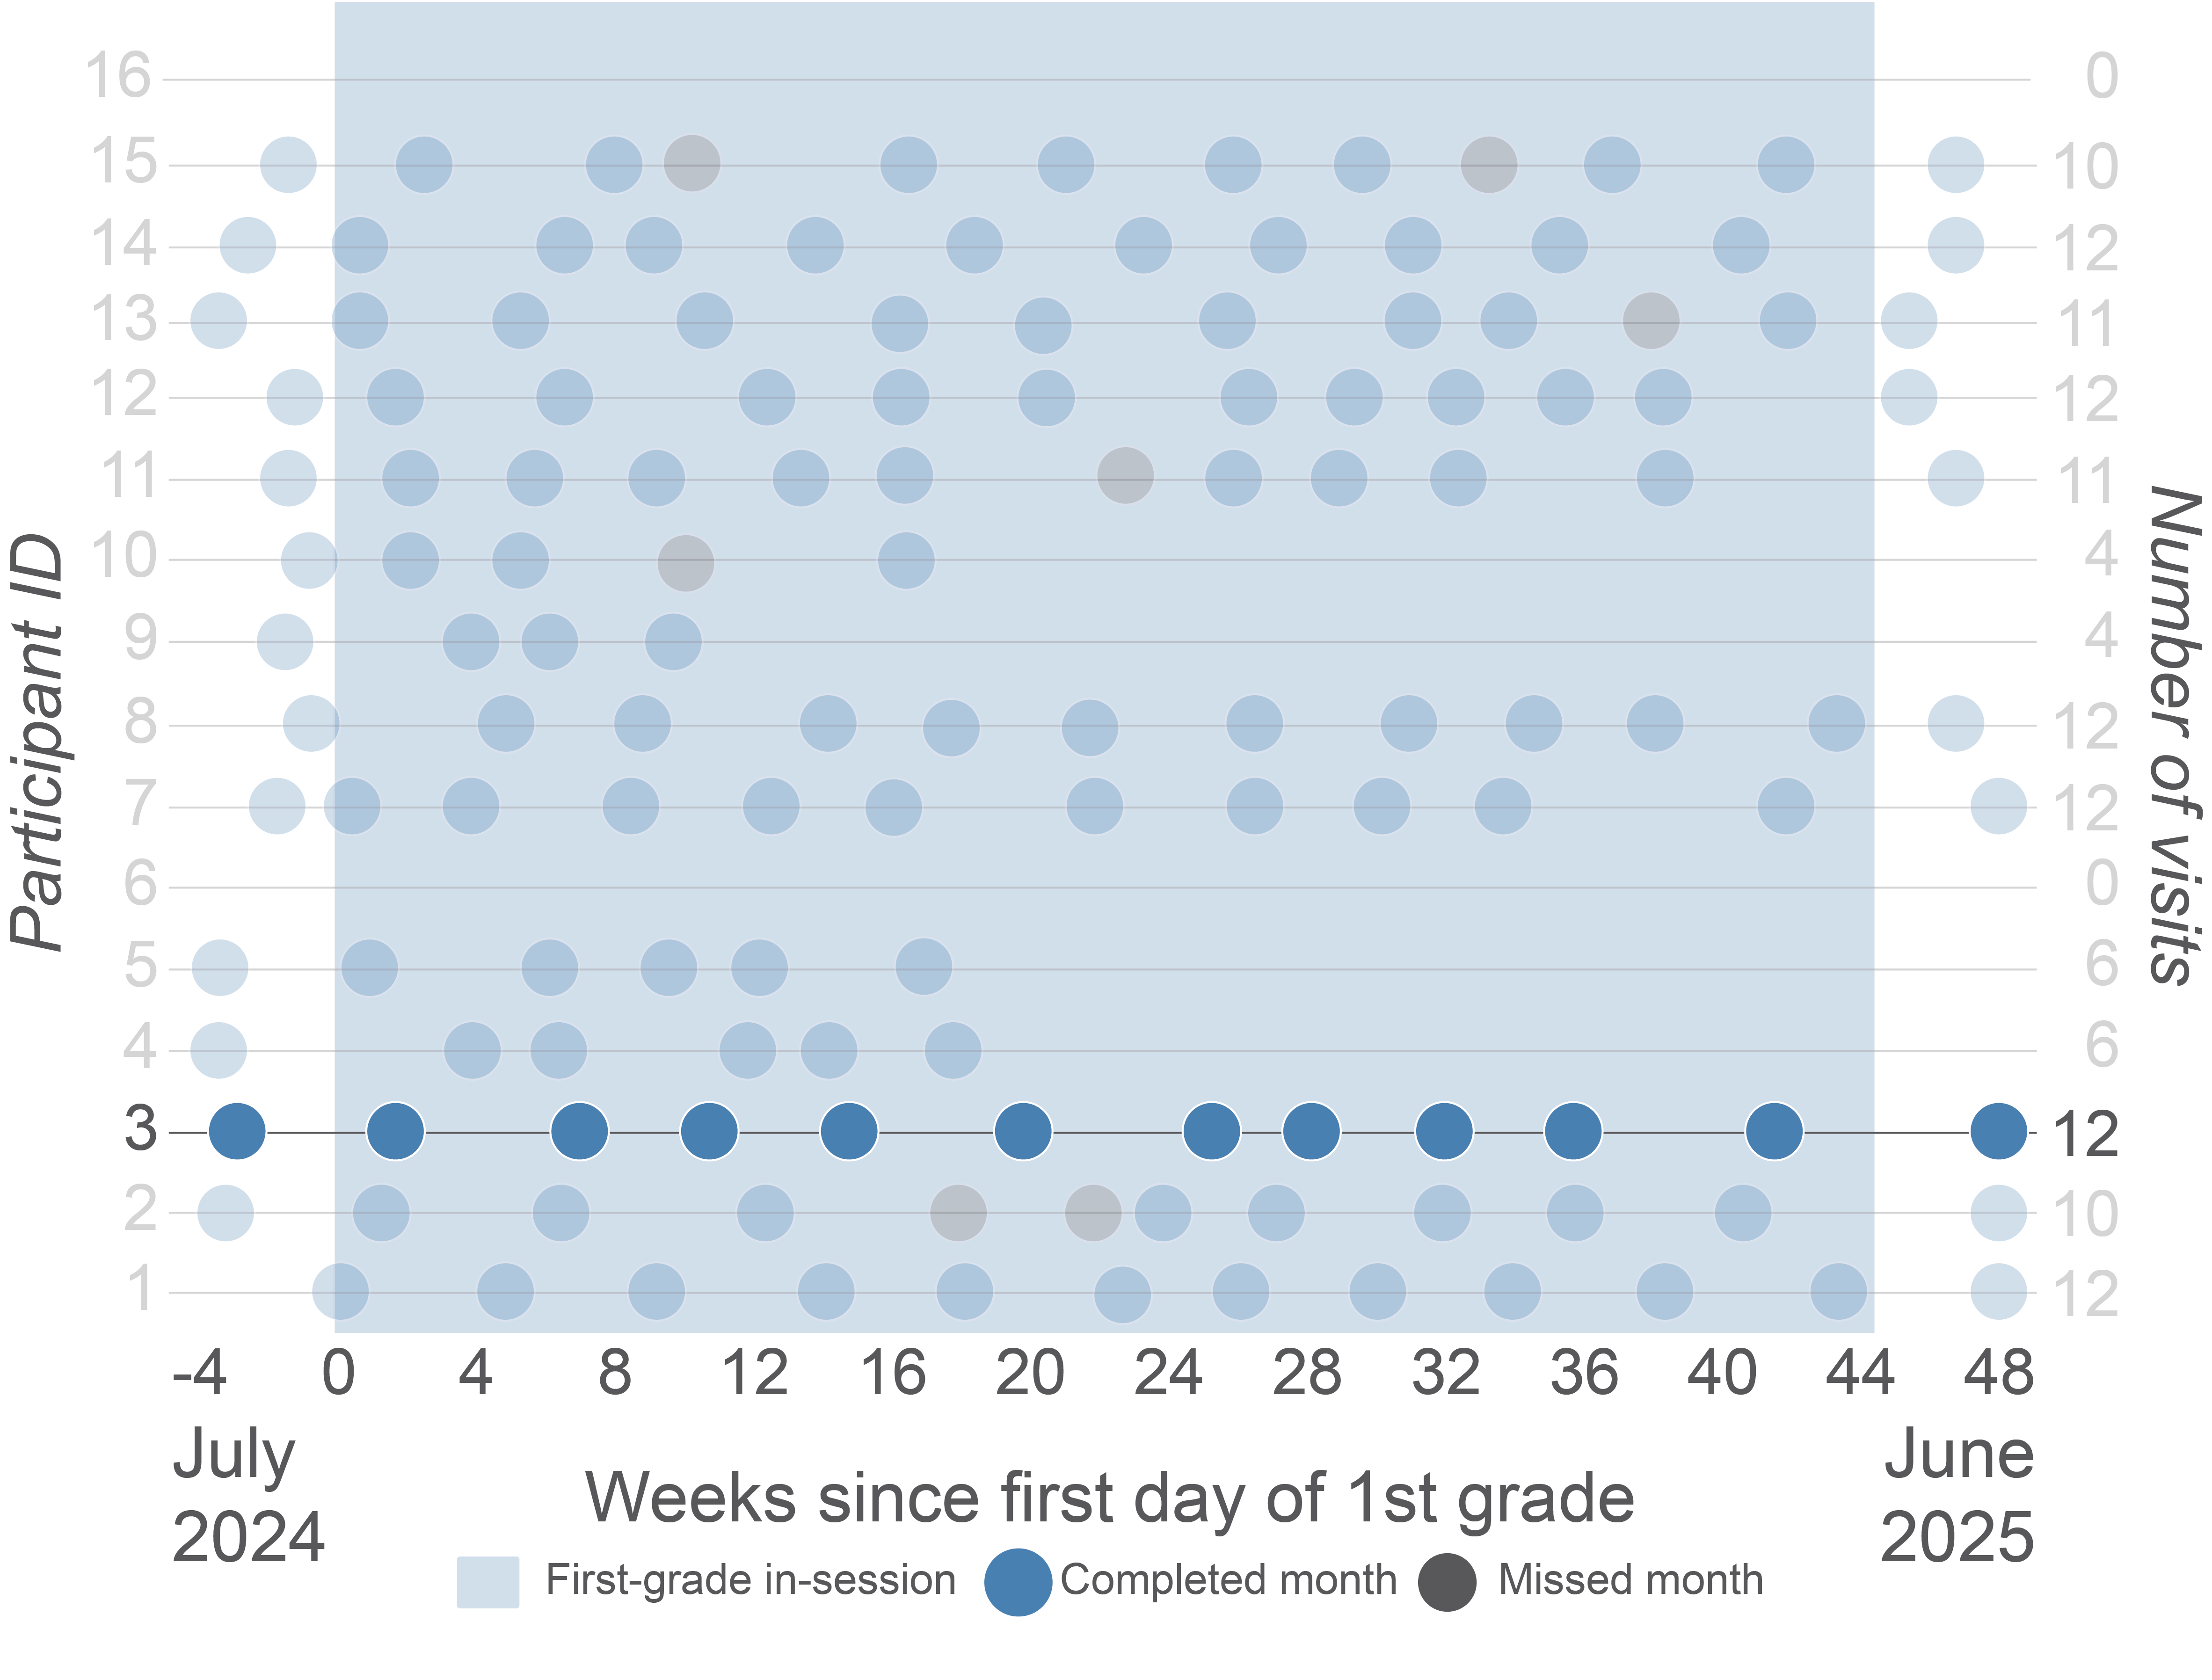 Participant ID
Number of visits
16 0
15 10
14 12
13 11
12 12
11 11
10 4
9 4
8 12
7 12
6 0
5 6
4 6
3 12
2 10
1 12
-4 0 4 8 12 16 20 24 28 32 36 40 44 48
July 2024
June 2025
Weeks since first day of 1st grade
First-grade in-session Completed month Missed month